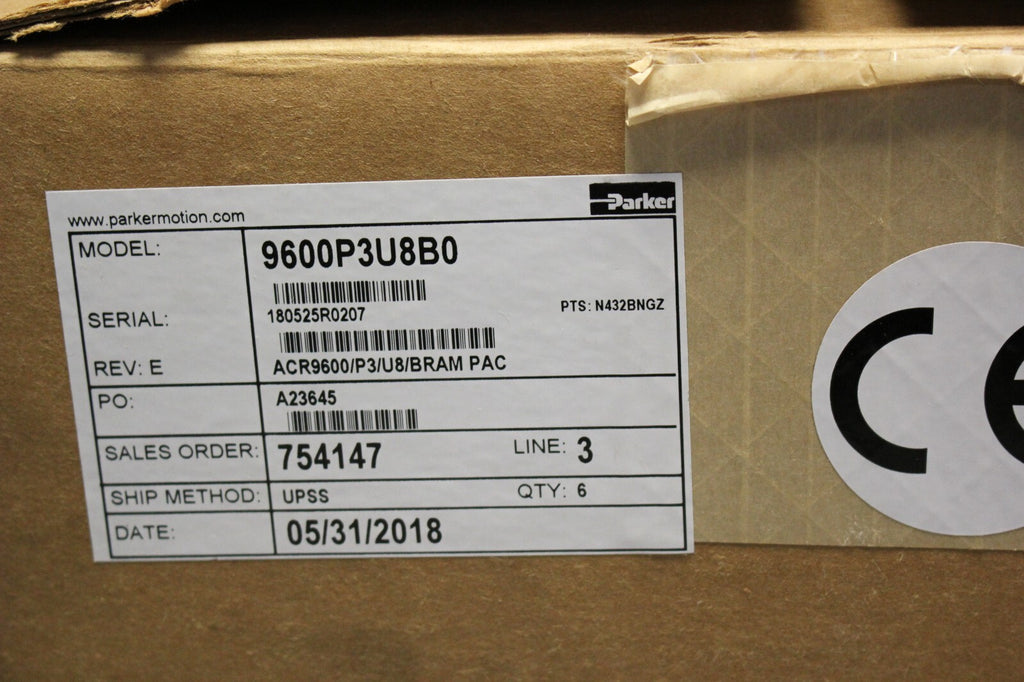 www.parkermotion.com
Parker
MODEL: 9600P3U8B0
SERIAL: 180525R0207 PTS: N432BNGZ
REV: E ACR9600/P3/U8/BRAM PAC
PO: A23645
SALES ORDER: 754147 LINE: 3
SHIP METHOD: UPSS QTY: 6
DATE: 05/31/2018
CE